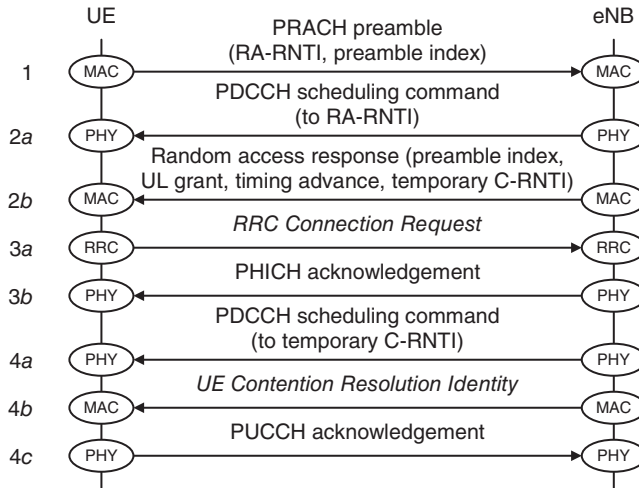 UE
eNB
PRACH preamble
(RA-RNTI, preamble index)
1
MAC
MAC
PDCCH scheduling command
(to RA-RNTI)
2a
PHY
PHY
Random access response (preamble index,
UL grant, timing advance, temporary C-RNTI)
2b
MAC
MAC
RRC Connection Request
3a
RRC
RRC
PHICH acknowledgement
3b
PHY
PHY
PDCCH scheduling command
(to temporary C-RNTI)
4a
PHY
PHY
UE Contention Resolution Identity
4b
MAC
MAC
PUCCH acknowledgement
4c
PHY
PHY